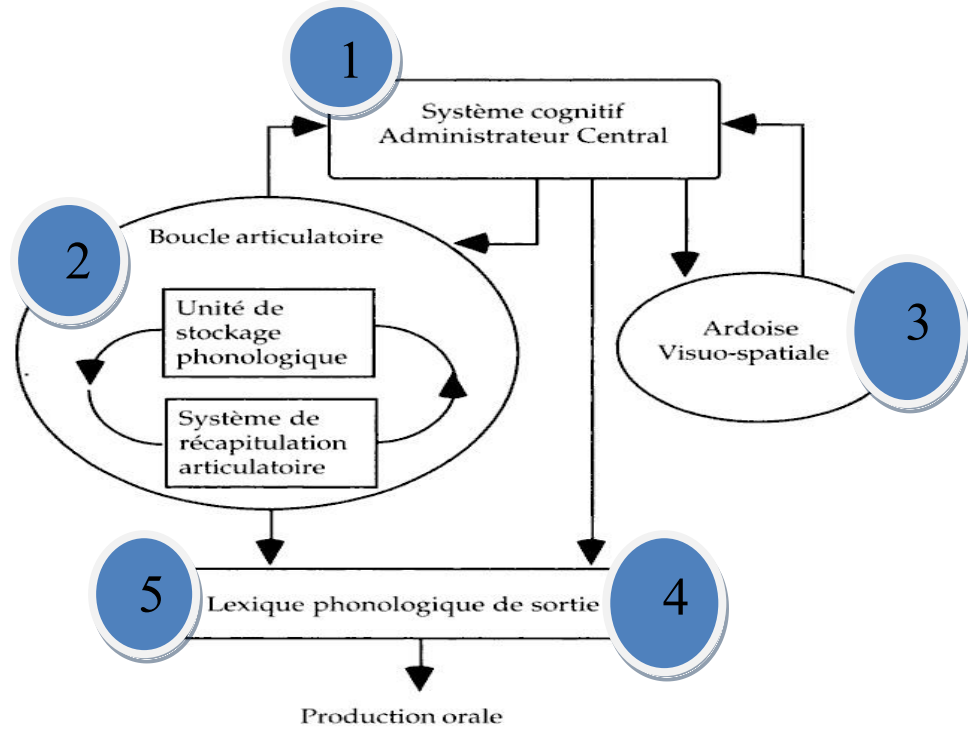 1
Système cognitif
Administrateur Central
2
Boucle articulatoire
Unité de
stockage
phonologique
Système de
récapitulation
articulatoire
3
Ardoise
Visuo-spatiale
5
Lexique phonologique de sortie
4
Production orale